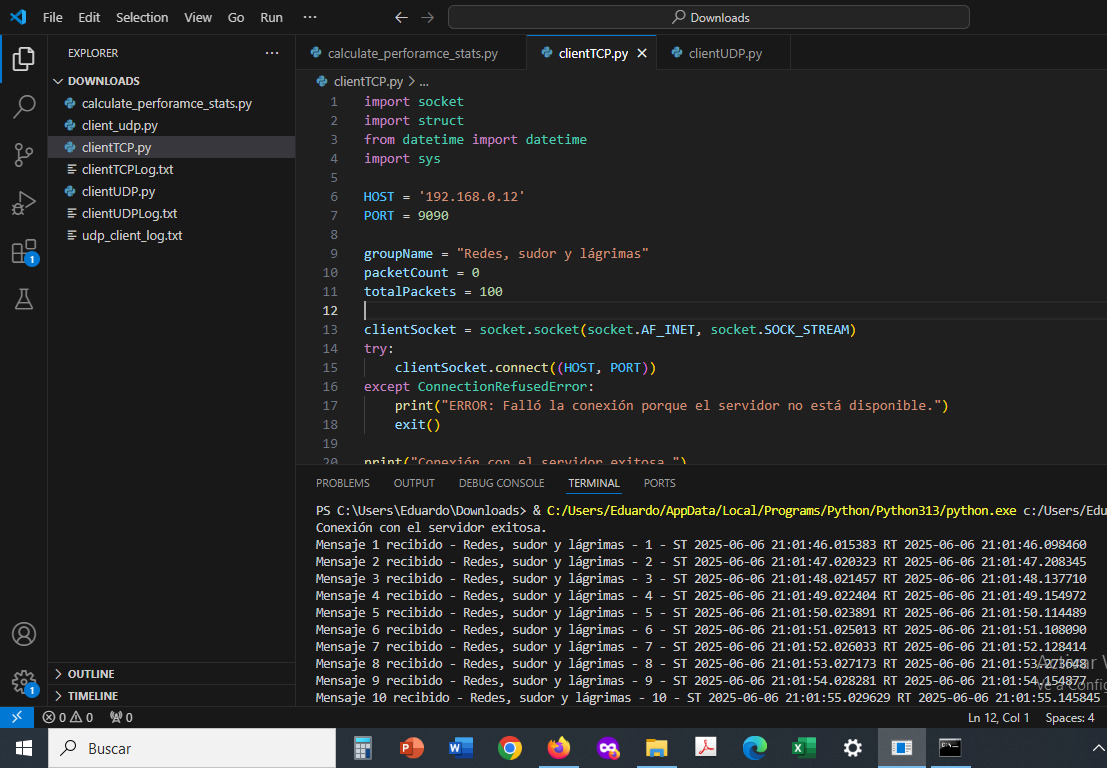 File Edit Selection View Go Run ··· Downloads
EXPLORER ···
DOWNLOADS
calculate_perforamce_stats.py
client_udp.py
clientTCP.py
clientTCPLog.txt
clientUDP.py
clientUDPLog.txt
udp_client_log.txt
OUTLINE
TIMELINE
1
1
calculate_perforamce_stats.py clientTCP.py clientUDP.py
clientTCP.py > ...
1 import socket
2 import struct
3 from datetime import datetime
4 import sys
5
6 HOST = '192.168.0.12'
7 PORT = 9090
8
9 groupName = "Redes, sudor y lágrimas"
10 packetCount = 0
11 totalPackets = 100
12
13 clientSocket = socket.socket(socket.AF_INET, socket.SOCK_STREAM)
14 try:
15 clientSocket.connect((HOST, PORT))
16 except ConnectionRefusedError:
17 print("ERROR: Falló la conexión porque el servidor no está disponible.")
18 exit()
19
20 print("Conexión con el servidor exitosa.")
PROBLEMS OUTPUT DEBUG CONSOLE TERMINAL PORTS
PS C:\Users\Eduardo\Downloads> & C:/Users/Eduardo/AppData/Local/Programs/Python/Python313/python.exe c:/Users/Edu
Conexión con el servidor exitosa.
Mensaje 1 recibido - Redes, sudor y lágrimas - 1 - ST 2025-06-06 21:01:46.015383 RT 2025-06-06 21:01:46.098460
Mensaje 2 recibido - Redes, sudor y lágrimas - 2 - ST 2025-06-06 21:01:47.020323 RT 2025-06-06 21:01:47.208345
Mensaje 3 recibido - Redes, sudor y lágrimas - 3 - ST 2025-06-06 21:01:48.021457 RT 2025-06-06 21:01:48.137710
Mensaje 4 recibido - Redes, sudor y lágrimas - 4 - ST 2025-06-06 21:01:49.022404 RT 2025-06-06 21:01:49.154972
Mensaje 5 recibido - Redes, sudor y lágrimas - 5 - ST 2025-06-06 21:01:50.023891 RT 2025-06-06 21:01:50.114489
Mensaje 6 recibido - Redes, sudor y lágrimas - 6 - ST 2025-06-06 21:01:51.025013 RT 2025-06-06 21:01:51.108090
Mensaje 7 recibido - Redes, sudor y lágrimas - 7 - ST 2025-06-06 21:01:52.026033 RT 2025-06-06 21:01:52.128414
Mensaje 8 recibido - Redes, sudor y lágrimas - 8 - ST 2025-06-06 21:01:53.027173 RT 2025-06-06
Mensaje 9 recibido - Redes, sudor y lágrimas - 9 - ST 2025-06-06 21:01:54.028281 RT 2025-06-06 21:01:54.154877
Mensaje 10 recibido - Redes, sudor y lágrimas - 10 - ST 2025-06-06 21:01:55.029629 RT 2025-06-06 21:01:55.145845
Activar
Ve a Config
0 0 0 Ln 12, Col 1 Spaces: 4
Buscar